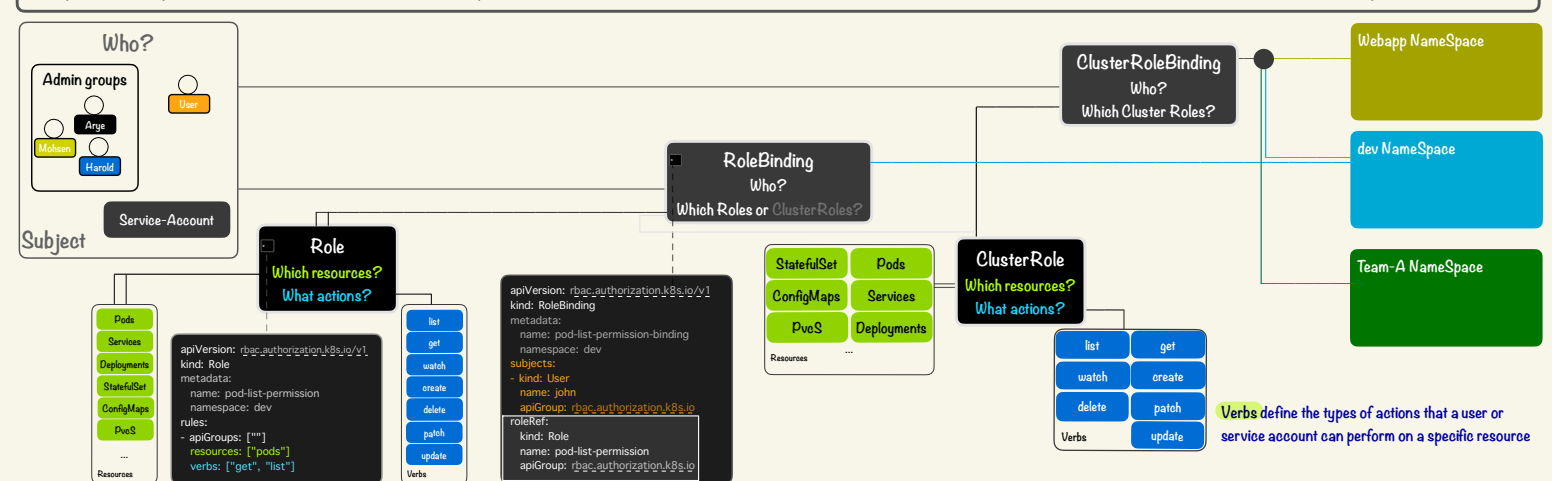 Who?
Admin groups
Arye
Mohsen
Harold
User
Service-Account
Subject
ClusterRoleBinding
Who?
Which Cluster Roles?
RoleBinding
Who?
Which Roles or ClusterRoles?
Webapp NameSpace
dev NameSpace
Team-A NameSpace
Role
Which resources?
What actions?
Pods
Services
Deployments
StatefulSet
ConfigMaps
PvcS
...
Resources
apiVersion: rbac.authorization.k8s.io/v1
kind: Role
metadata:
name: pod-list-permission
namespace: dev
rules:
- apiGroups: [""]
resources: ["pods"]
verbs: ["get", "list"]
list
get
watch
create
delete
patch
update
Verbs
apiVersion: rbac.authorization.k8s.io/v1
kind: RoleBinding
metadata:
name: pod-list-permission-binding
namespace: dev
subjects:
- kind: User
name: john
apiGroup: rbac.authorization.k8s.io
roleRef:
kind: Role
name: pod-list-permission
apiGroup: rbac.authorization.k8s.io
StatefulSet Pods
ConfigMaps Services
PvcS Deployments
Resources ...
ClusterRole
Which resources?
What actions?
list get
watch create
delete patch
Verbs update
Verbs define the types of actions that a user or
service account can perform on a specific resource